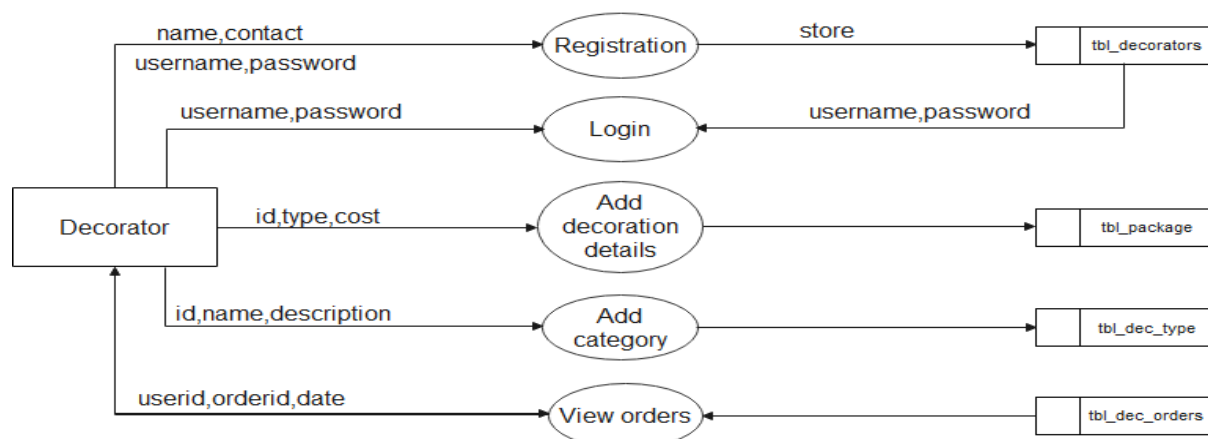 name,contact
username,password
Registration
store
tbl_decorators
username,password
Login
username,password
Decorator
id,type,cost
Add
decoration
details
tbl_package
id,name,description
Add
category
tbl_dec_type
userid,orderid,date
View orders
tbl_dec_orders